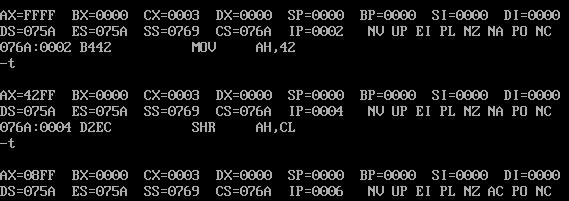 AX=FFFF  BX=0000  CX=0003  DX=0000  SP=0000  BP=0000  SI=0000  DI=0000
DS=075A  ES=075A  SS=0769  CS=076A  IP=0002   NV UP EI PL NZ NA PO NC
076A:0002 B442          MOV     AH,42
-t
AX=42FF  BX=0000  CX=0003  DX=0000  SP=0000  BP=0000  SI=0000  DI=0000
DS=075A  ES=075A  SS=0769  CS=076A  IP=0004   NV UP EI PL NZ NA PO NC
076A:0004 D2EC          SHR     AH,CL
-t
AX=08FF  BX=0000  CX=0003  DX=0000  SP=0000  BP=0000  SI=0000  DI=0000
DS=075A  ES=075A  SS=0769  CS=076A  IP=0006   NV UP EI PL NZ AC PO NC